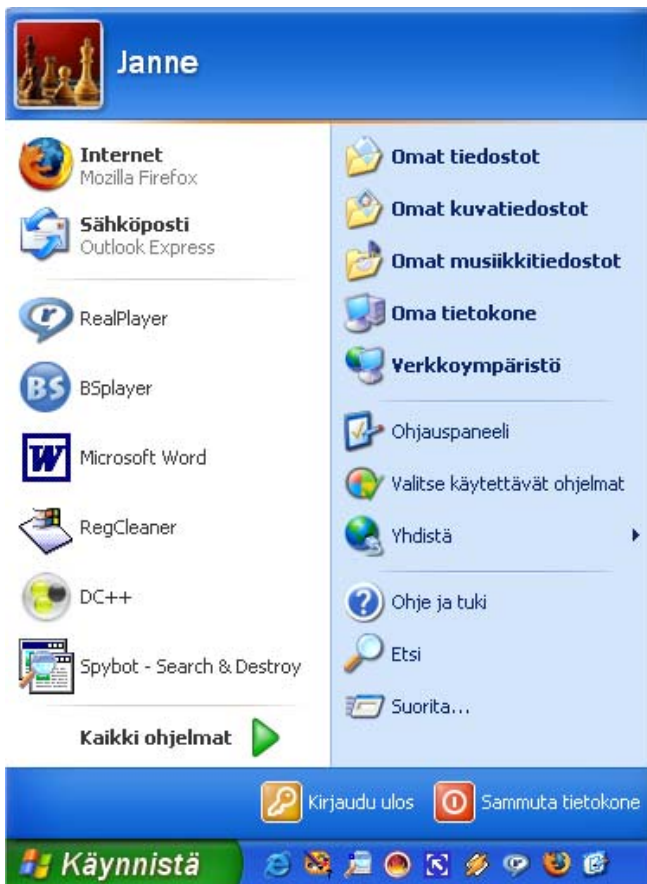 Janne
Internet
Mozilla Firefox
Sähköposti
Outlook Express
RealPlayer
BSplayer
Microsoft Word
RegCleaner
DC++
Spybot - Search & Destroy
Kaikki ohjelmat
Omat tiedostot
Omat kuvatiedostot
Omat musiikkitiedostot
Oma tietokone
Verkkoympäristö
Ohjauspaneeli
Valitse käytettävät ohjelmat
Yhdistä
Ohje ja tuki
Etsi
Suorita...
Kirjaudu ulos
Sammuta tietokone
Käynnistä